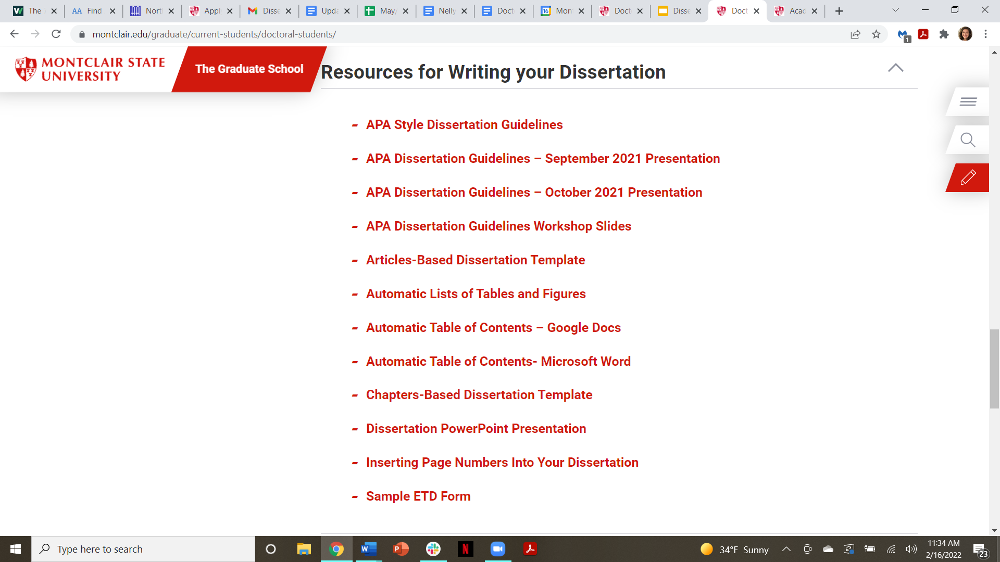 The
Find
Nort
Appl
Disse
Upda
May/
Nelly
Doct
16
Mon
Doct
Disse
Doct
Acad
montclair.edu/graduate/current-students/doctoral-students/
1
MONTCLAIR STATE
UNIVERSITY
The Graduate School
Resources for Writing your Dissertation
- APA Style Dissertation Guidelines
- APA Dissertation Guidelines – September 2021 Presentation
- APA Dissertation Guidelines – October 2021 Presentation
- APA Dissertation Guidelines Workshop Slides
- Articles-Based Dissertation Template
- Automatic Lists of Tables and Figures
- Automatic Table of Contents – Google Docs
- Automatic Table of Contents- Microsoft Word
- Chapters-Based Dissertation Template
- Dissertation PowerPoint Presentation
- Inserting Page Numbers Into Your Dissertation
- Sample ETD Form
Type here to search
34°F Sunny
11:34 AM
2/16/2022
23